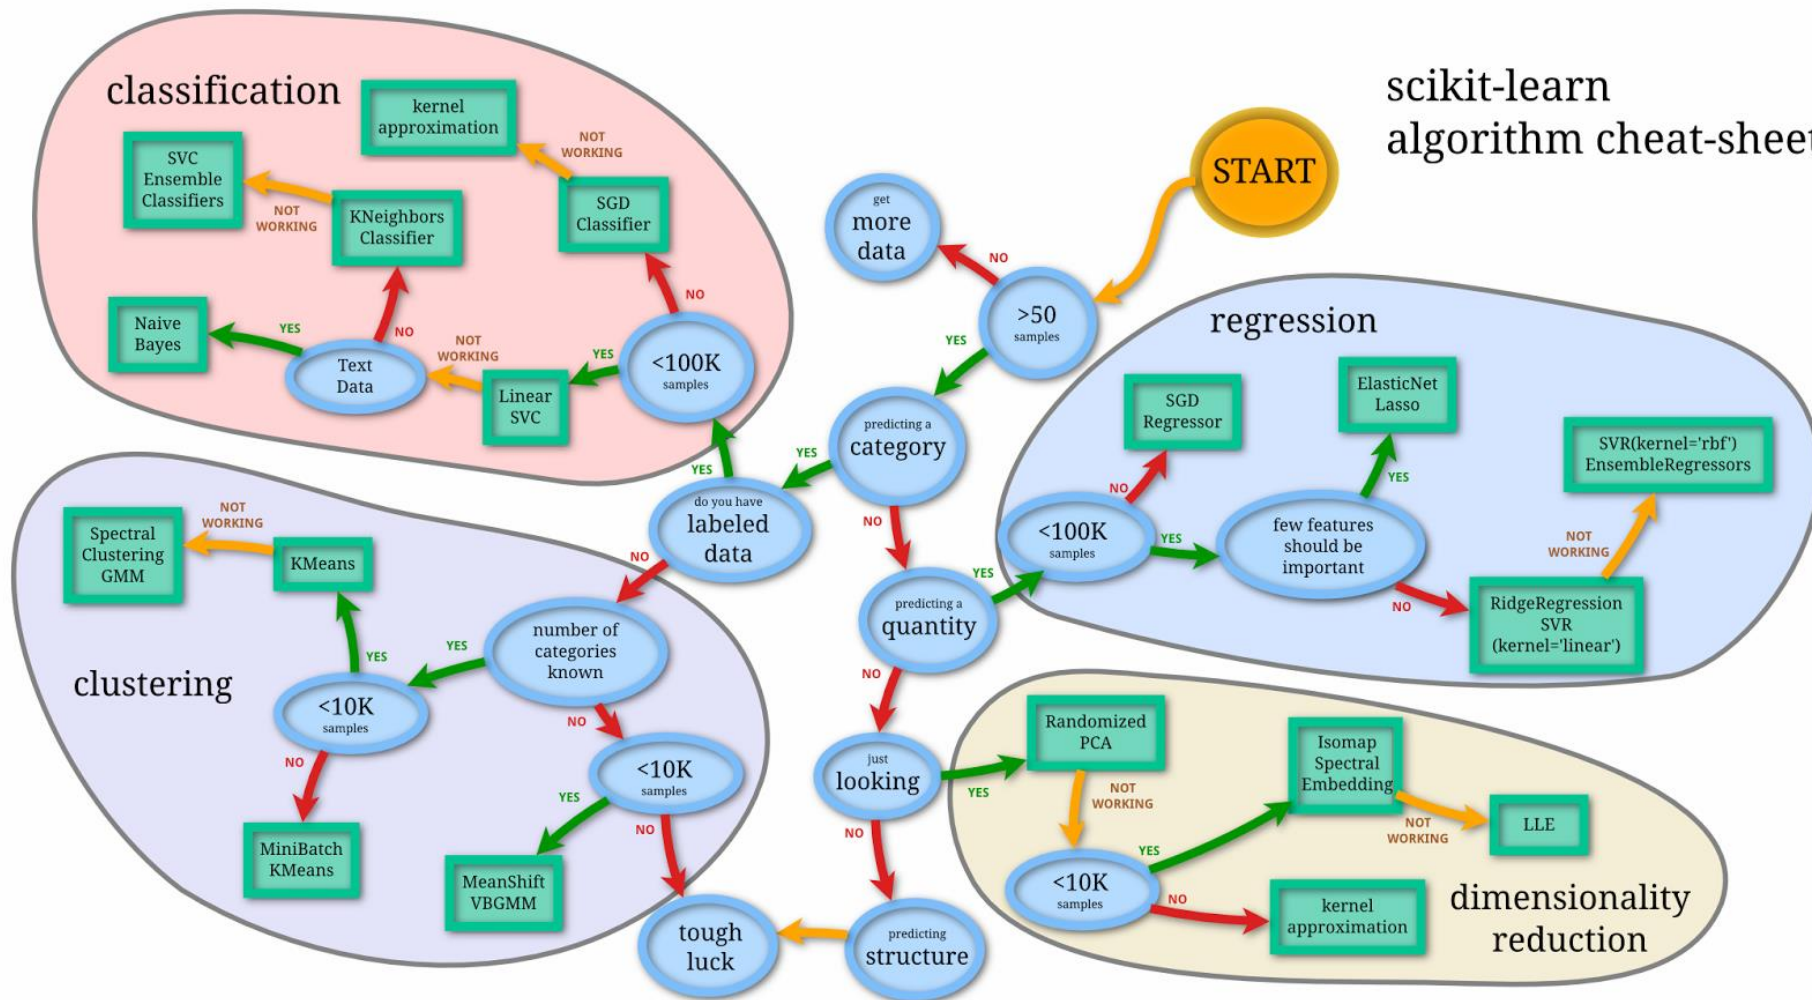 scikit-learn
algorithm cheat-sheet
START
classification
kernel
approximation
NOT
WORKING
SVC
Ensemble
Classifiers
NOT
WORKING
KNeighbors
Classifier
SGD
Classifier
NO
Naive
Bayes
YES
NO
Text
Data
NOT
WORKING
Linear
SVC
YES
<100K
samples
get
more
data
NO
>50
samples
YES
predicting a
category
YES
NO
do you have
labeled
data
YES
NO
predicting a
quantity
YES
NO
just
looking
YES
NO
predicting
structure
tough
luck
regression
SGD
Regressor
NO
<100K
samples
YES
few features
should be
important
YES
ElasticNet
Lasso
NO
RidgeRegression
SVR
(kernel='linear')
NOT
WORKING
SVR(kernel='rbf')
EnsembleRegressors
clustering
Spectral
Clustering
GMM
NOT
WORKING
KMeans
YES
<10K
samples
NO
MiniBatch
KMeans
YES
number of
categories
known
NO
<10K
samples
YES
NO
MeanShift
VBGMM
dimensionality
reduction
Randomized
PCA
NOT
WORKING
<10K
samples
YES
NO
Isomap
Spectral
Embedding
NOT
WORKING
LLE
kernel
approximation